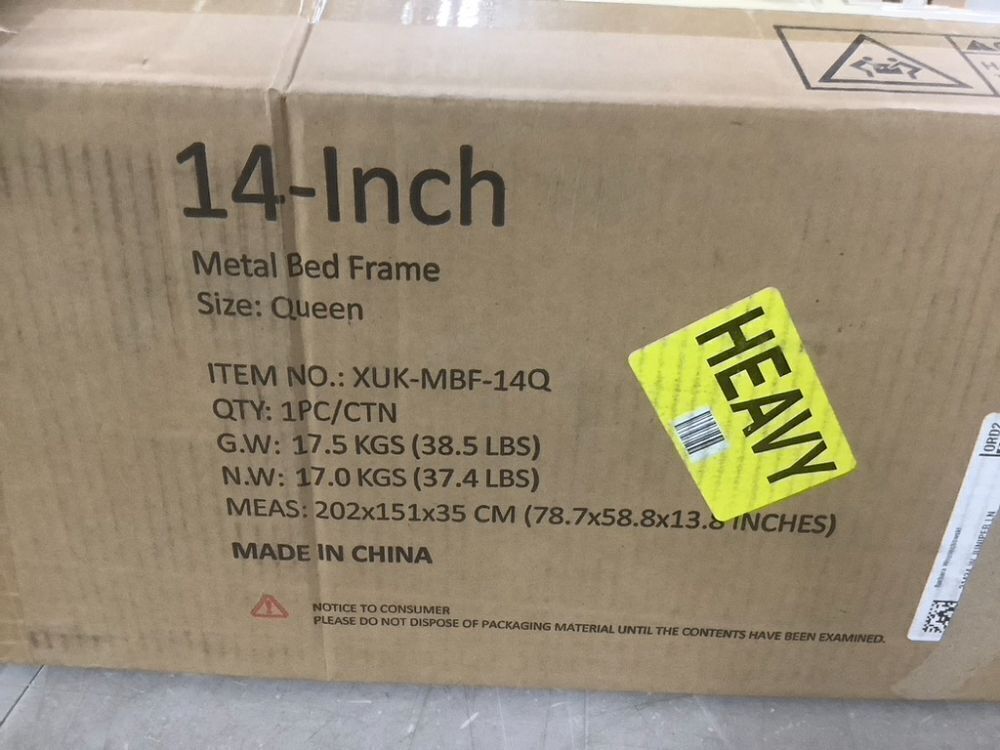 14-Inch
Metal Bed Frame
Size: Queen
ITEM NO.: XUK-MBF-14Q
QTY: 1PC/CTN
G.W: 17.5 KGS (38.5 LBS)
N.W: 17.0 KGS (37.4 LBS)
MEAS: 202x151x35 CM (78.7x58.8x13.8 INCHES)
MADE IN CHINA
NOTICE TO CONSUMER
PLEASE DO NOT DISPOSE OF PACKAGING MATERIAL UNTIL THE CONTENTS HAVE BEEN EXAMINED.
HEAVY